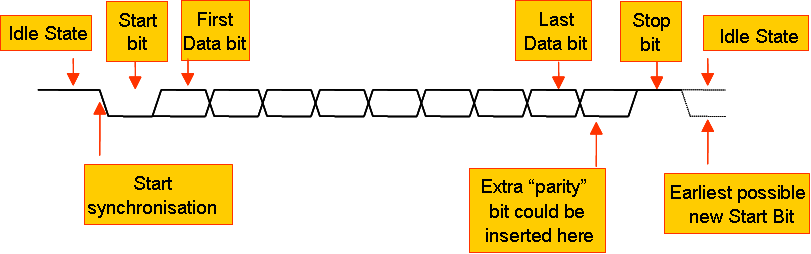 Idle State
Start
bit
First
Data bit
Last
Data bit
Stop
bit
Idle State
Start
synchronisation
Extra “parity”
bit could be
inserted here
Earliest possible
new Start Bit